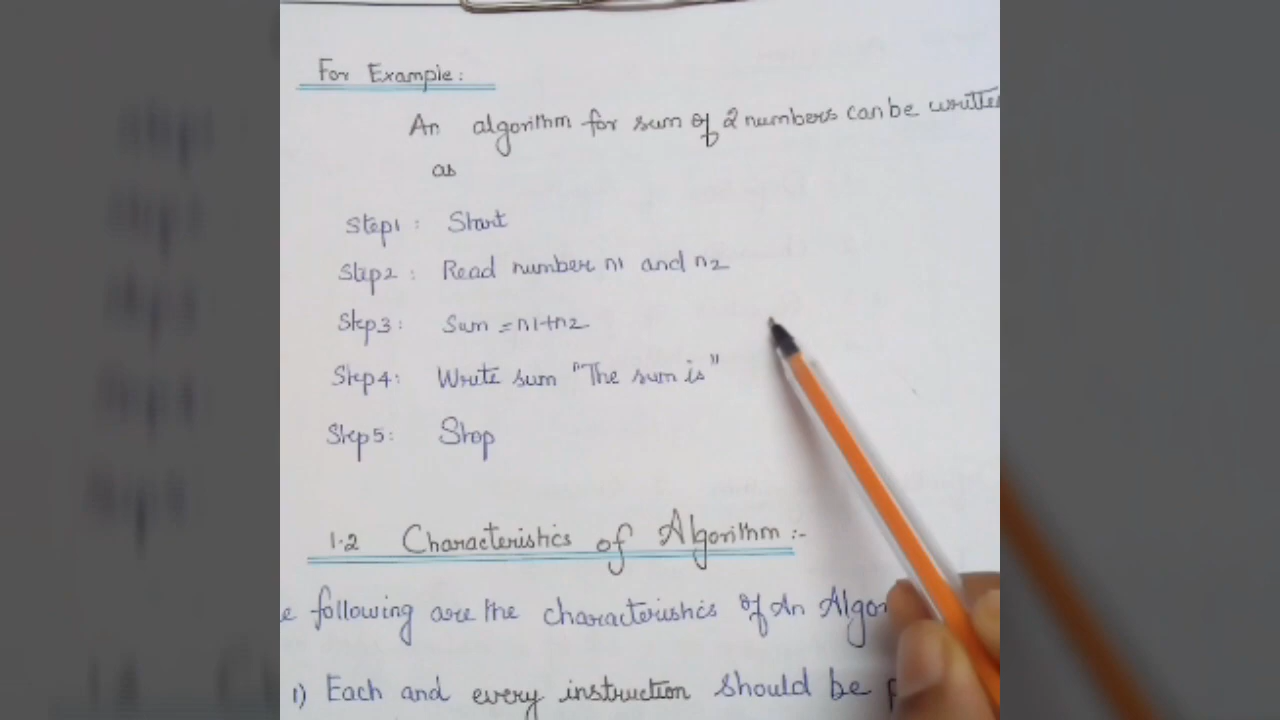 For Example:
An algorithm for sum of 2 numbers can be written
as
Step1: Start
Step2: Read number n1 and n2
Step3: Sum = n1+n2
Step4: Write sum "The sum is"
Step5: Stop
1.2 Characteristics of Algorithm:-
following are the characteristics of An
1) Each and every instruction should be